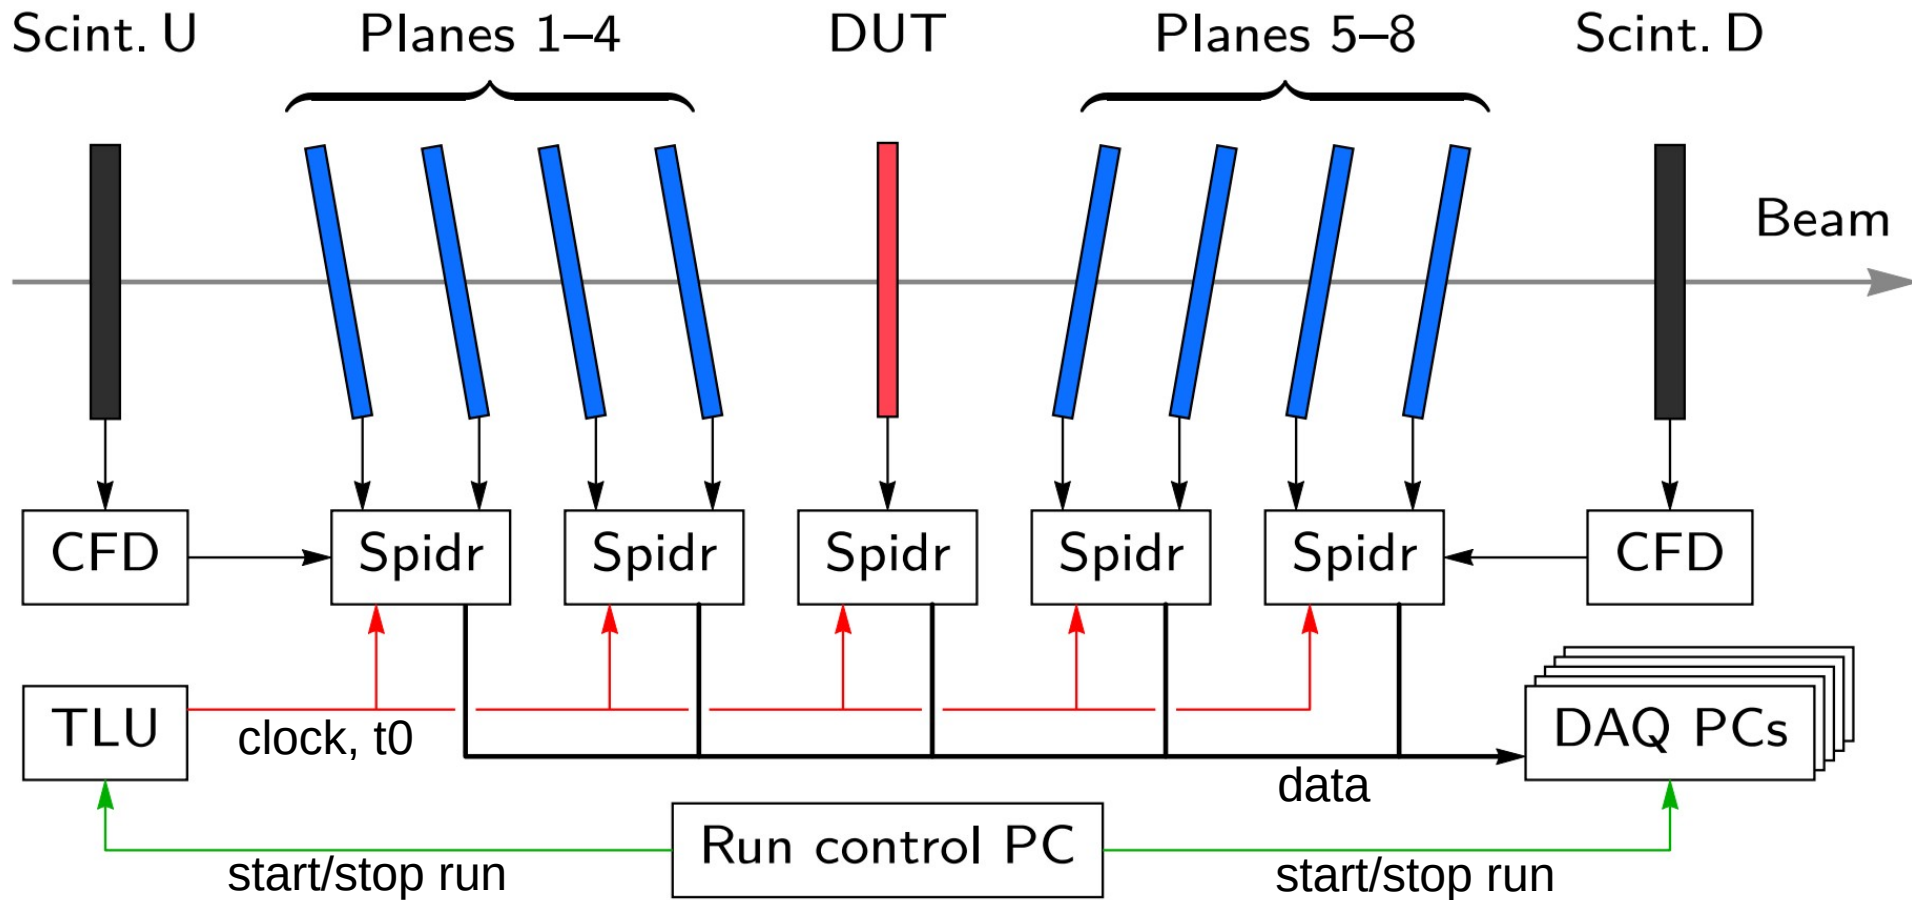 Scint. U
Planes 1–4
DUT
Planes 5–8
Scint. D
Beam
CFD
Spidr
Spidr
Spidr
Spidr
Spidr
CFD
TLU
clock, t0
DAQ PCs
data
Run control PC
start/stop run
start/stop run